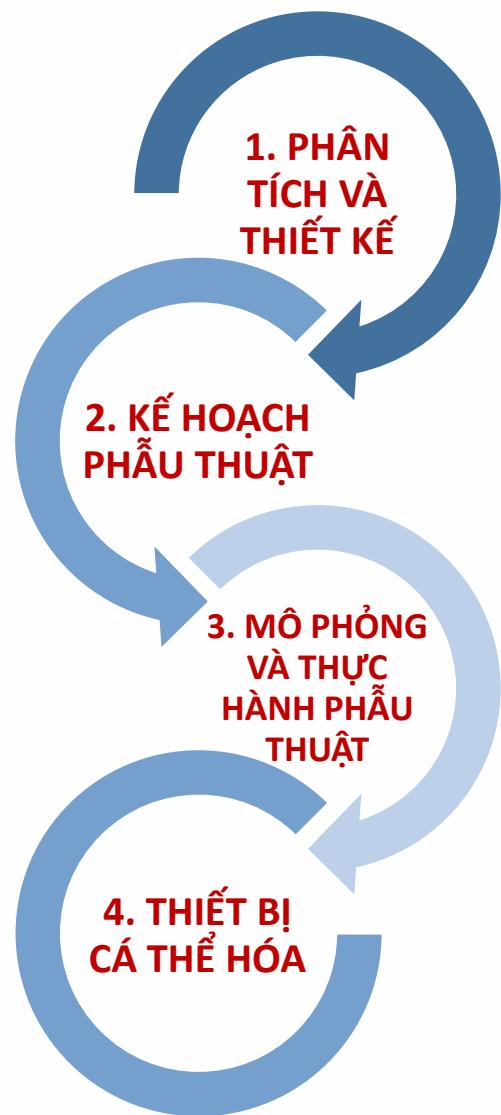 1. PHÂN
TÍCH VÀ
THIẾT KẾ
2. KẾ HOẠCH
PHẪU THUẬT
3. MÔ PHỎNG
VÀ THỰC
HÀNH PHẪU
THUẬT
4. THIẾT BỊ
CÁ THỂ HÓA